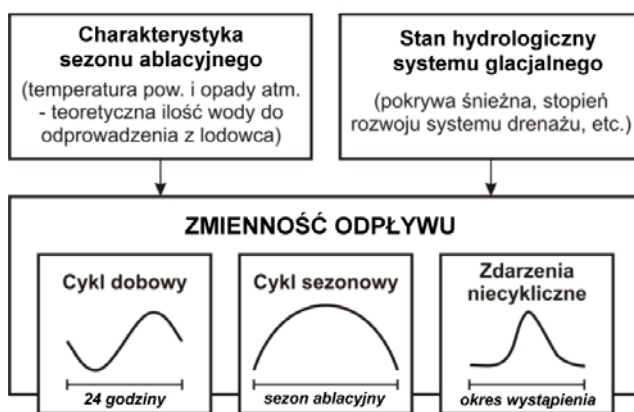 Charakterystyka
sezonu ablacyjnego
(temperatura pow. i opady atm.
- teoretyczna ilość wody do
odprowadzenia z lodowca)
Stan hydrologiczny
systemu glacjalnego
(pokrywa śnieżna, stopień
rozwoju systemu drenażu, etc.)
ZMIENNOŚĆ ODPŁYWU
Cykl dobowy
24 godziny
Cykl sezonowy
sezon ablacyjny
Zdarzenia
niecykliczne
okres wystąpienia